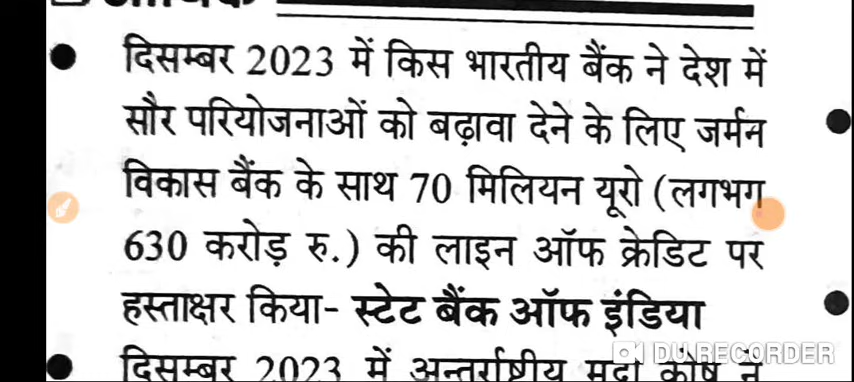 दिसम्बर 2023 में किस भारतीय बैंक ने देश में
सौर परियोजनाओं को बढ़ावा देने के लिए जर्मन
विकास बैंक के साथ 70 मिलियन यूरो (लगभग
630 करोड़ रु.) की लाइन ऑफ क्रेडिट पर
हस्ताक्षर किया- स्टेट बैंक ऑफ इंडिया
DU RECORDER
दिसम्बर 2023 में अन्तर्राष्ट्रीय मुद्रा कोष ने